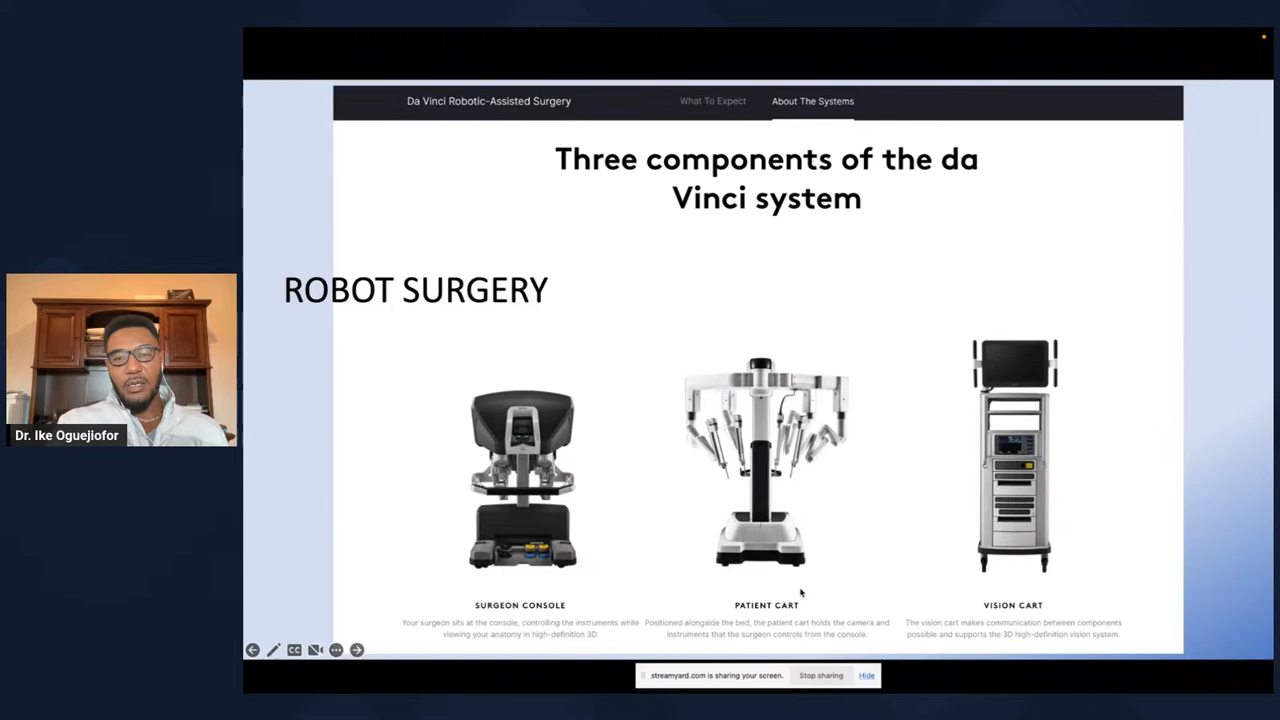 Da Vinci Robotic-Assisted Surgery
What To Expect
About The Systems
Three components of the da
Vinci system
ROBOT SURGERY
Dr. Ike Oguejiofor
SURGEON CONSOLE
Your surgeon sits at the console, controlling the instruments while
viewing your anatomy in high-definition 3D.
PATIENT CART
Positioned alongside the bed, the patient cart holds the camera and
instruments that the surgeon controls from the console.
VISION CART
The vision cart makes communication between components
possible and supports the 3D high-definition vision system.
CC
streamyard.com is sharing your screen.
Stop sharing
Hide